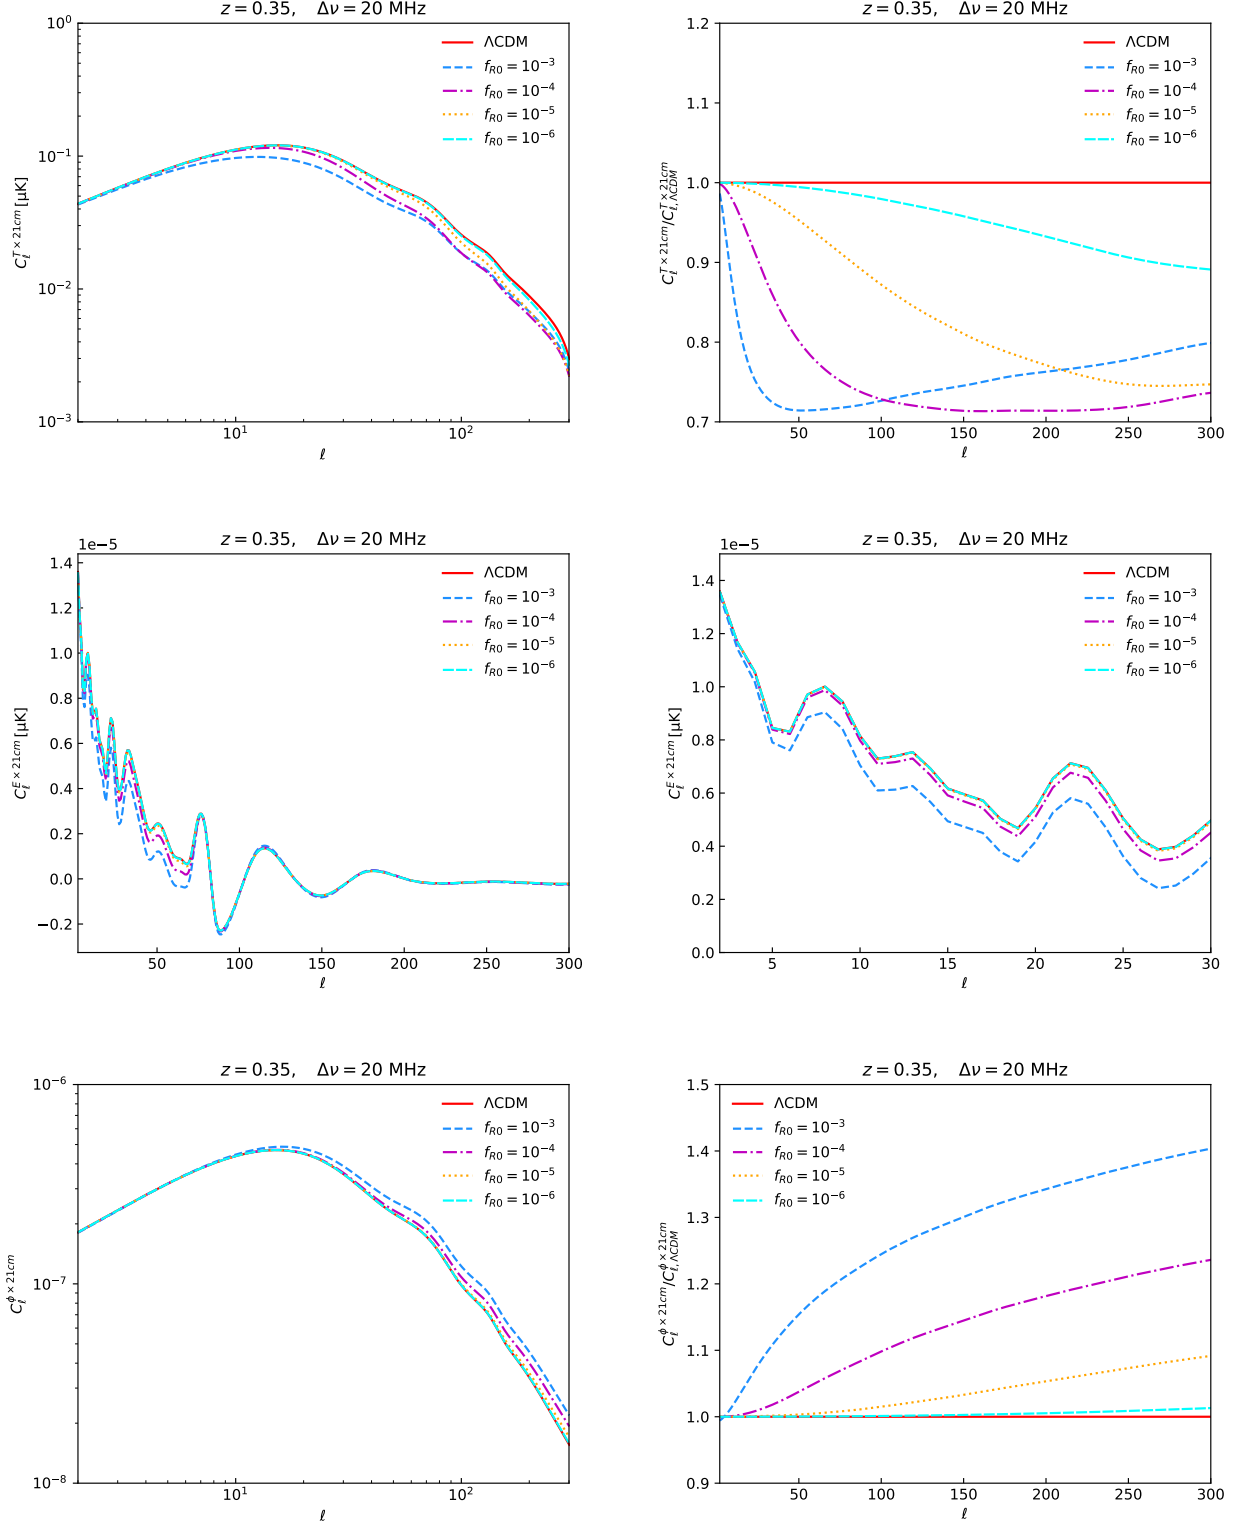 z = 0.35, Δν = 20 MHz
10⁰
10⁻¹
10⁻²
10⁻³
C_ℓ^{T × 21cm} [μK]
ΛCDM
f_{R0} = 10⁻³
f_{R0} = 10⁻⁴
f_{R0} = 10⁻⁵
f_{R0} = 10⁻⁶
10¹ 10²
ℓ
z = 0.35, Δν = 20 MHz
1.2
1.1
1.0
0.9
0.8
0.7
C_ℓ^{T × 21cm}/C_{ℓ, ΛCDM}^{T × 21cm}
ΛCDM
f_{R0} = 10⁻³
f_{R0} = 10⁻⁴
f_{R0} = 10⁻⁵
f_{R0} = 10⁻⁶
50 100 150 200 250 300
ℓ
z = 0.35, Δν = 20 MHz
1e−5
1.4
1.2
1.0
0.8
0.6
0.4
0.2
0.0
−0.2
C_ℓ^{E × 21cm} [μK]
ΛCDM
f_{R0} = 10⁻³
f_{R0} = 10⁻⁴
f_{R0} = 10⁻⁵
f_{R0} = 10⁻⁶
50 100 150 200 250 300
ℓ
z = 0.35, Δν = 20 MHz
1e−5
1.4
1.2
1.0
0.8
0.6
0.4
0.2
0.0
C_ℓ^{E × 21cm} [μK]
ΛCDM
f_{R0} = 10⁻³
f_{R0} = 10⁻⁴
f_{R0} = 10⁻⁵
f_{R0} = 10⁻⁶
5 10 15 20 25 30
ℓ
z = 0.35, Δν = 20 MHz
10⁻⁶
10⁻⁷
10⁻⁸
C_ℓ^{ϕ × 21cm}
ΛCDM
f_{R0} = 10⁻³
f_{R0} = 10⁻⁴
f_{R0} = 10⁻⁵
f_{R0} = 10⁻⁶
10¹ 10²
ℓ
z = 0.35, Δν = 20 MHz
1.5
1.4
1.3
1.2
1.1
1.0
0.9
C_ℓ^{ϕ × 21cm}/C_{ℓ, ΛCDM}^{ϕ × 21cm}
ΛCDM
f_{R0} = 10⁻³
f_{R0} = 10⁻⁴
f_{R0} = 10⁻⁵
f_{R0} = 10⁻⁶
50 100 150 200 250 300
ℓ